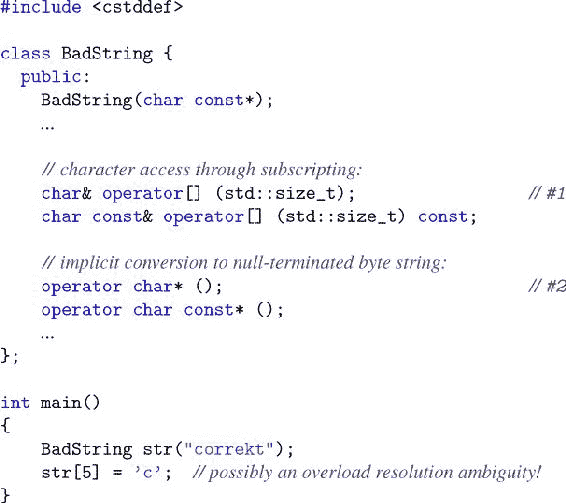 #include <cstddef>
class BadString {
public:
BadString(char const*);
...
// character access through subscripting:
char& operator[] (std::size_t); // #1
char const& operator[] (std::size_t) const;
// implicit conversion to null-terminated byte string:
operator char* (); // #2
operator char const* ();
...
};
int main()
{
BadString str("correkt");
str[5] = 'c'; // possibly an overload resolution ambiguity!
}